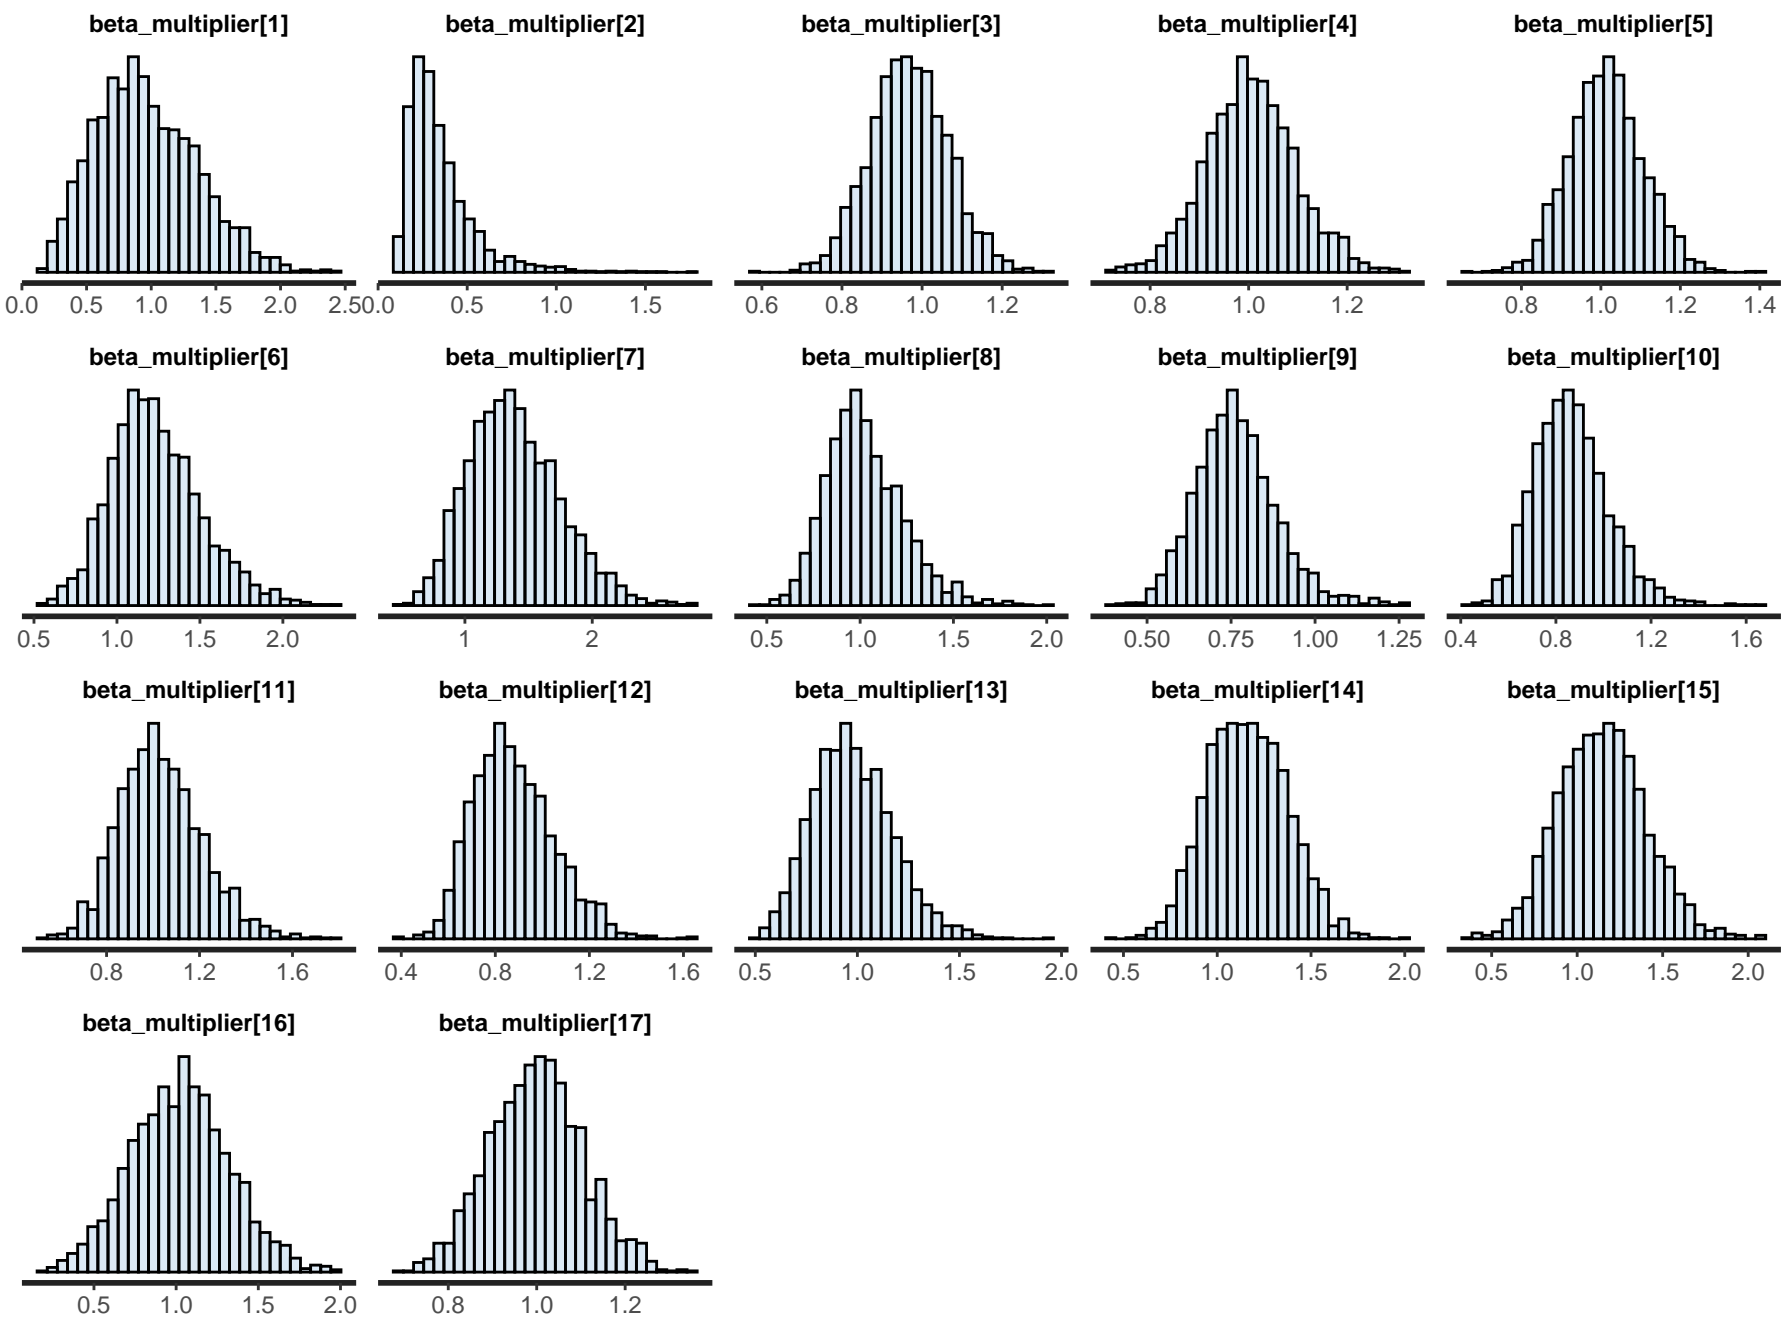 beta_multiplier[1] beta_multiplier[2] beta_multiplier[3] beta_multiplier[4] beta_multiplier[5]
0.0 0.5 1.0 1.5 2.0 2.5 0.0 0.5 1.0 1.5 0.6 0.8 1.0 1.2 0.8 1.0 1.2 0.8 1.0 1.2 1.4
beta_multiplier[6] beta_multiplier[7] beta_multiplier[8] beta_multiplier[9] beta_multiplier[10]
0.5 1.0 1.5 2.0 1 2 0.5 1.0 1.5 2.0 0.50 0.75 1.00 1.25 0.4 0.8 1.2 1.6
beta_multiplier[11] beta_multiplier[12] beta_multiplier[13] beta_multiplier[14] beta_multiplier[15]
0.8 1.2 1.6 0.4 0.8 1.2 1.6 0.5 1.0 1.5 2.0 0.5 1.0 1.5 2.0 0.5 1.0 1.5 2.0
beta_multiplier[16] beta_multiplier[17]
0.5 1.0 1.5 2.0 0.8 1.0 1.2